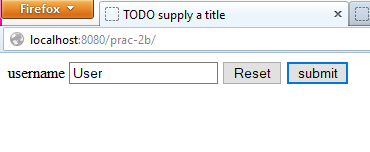 Firefox
TODO supply a title
localhost:8080/prac-2b/
username User Reset submit